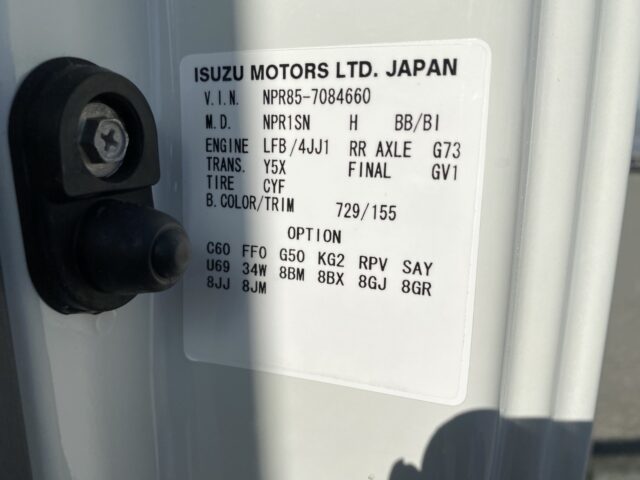 ISUZU MOTORS LTD. JAPAN
V.I.N. NPR85-7084660
M.D. NPR1SN H BB/BI
ENGINE LFB/4JJ1 RR AXLE G73
TRANS. Y5X FINAL GV1
TIRE CYF
B.COLOR/TRIM 729/155
OPTION
C60 FF0 G50 KG2 RPV SAY
U69 34W 8BM 8BX 8GJ 8GR
8JJ 8JM